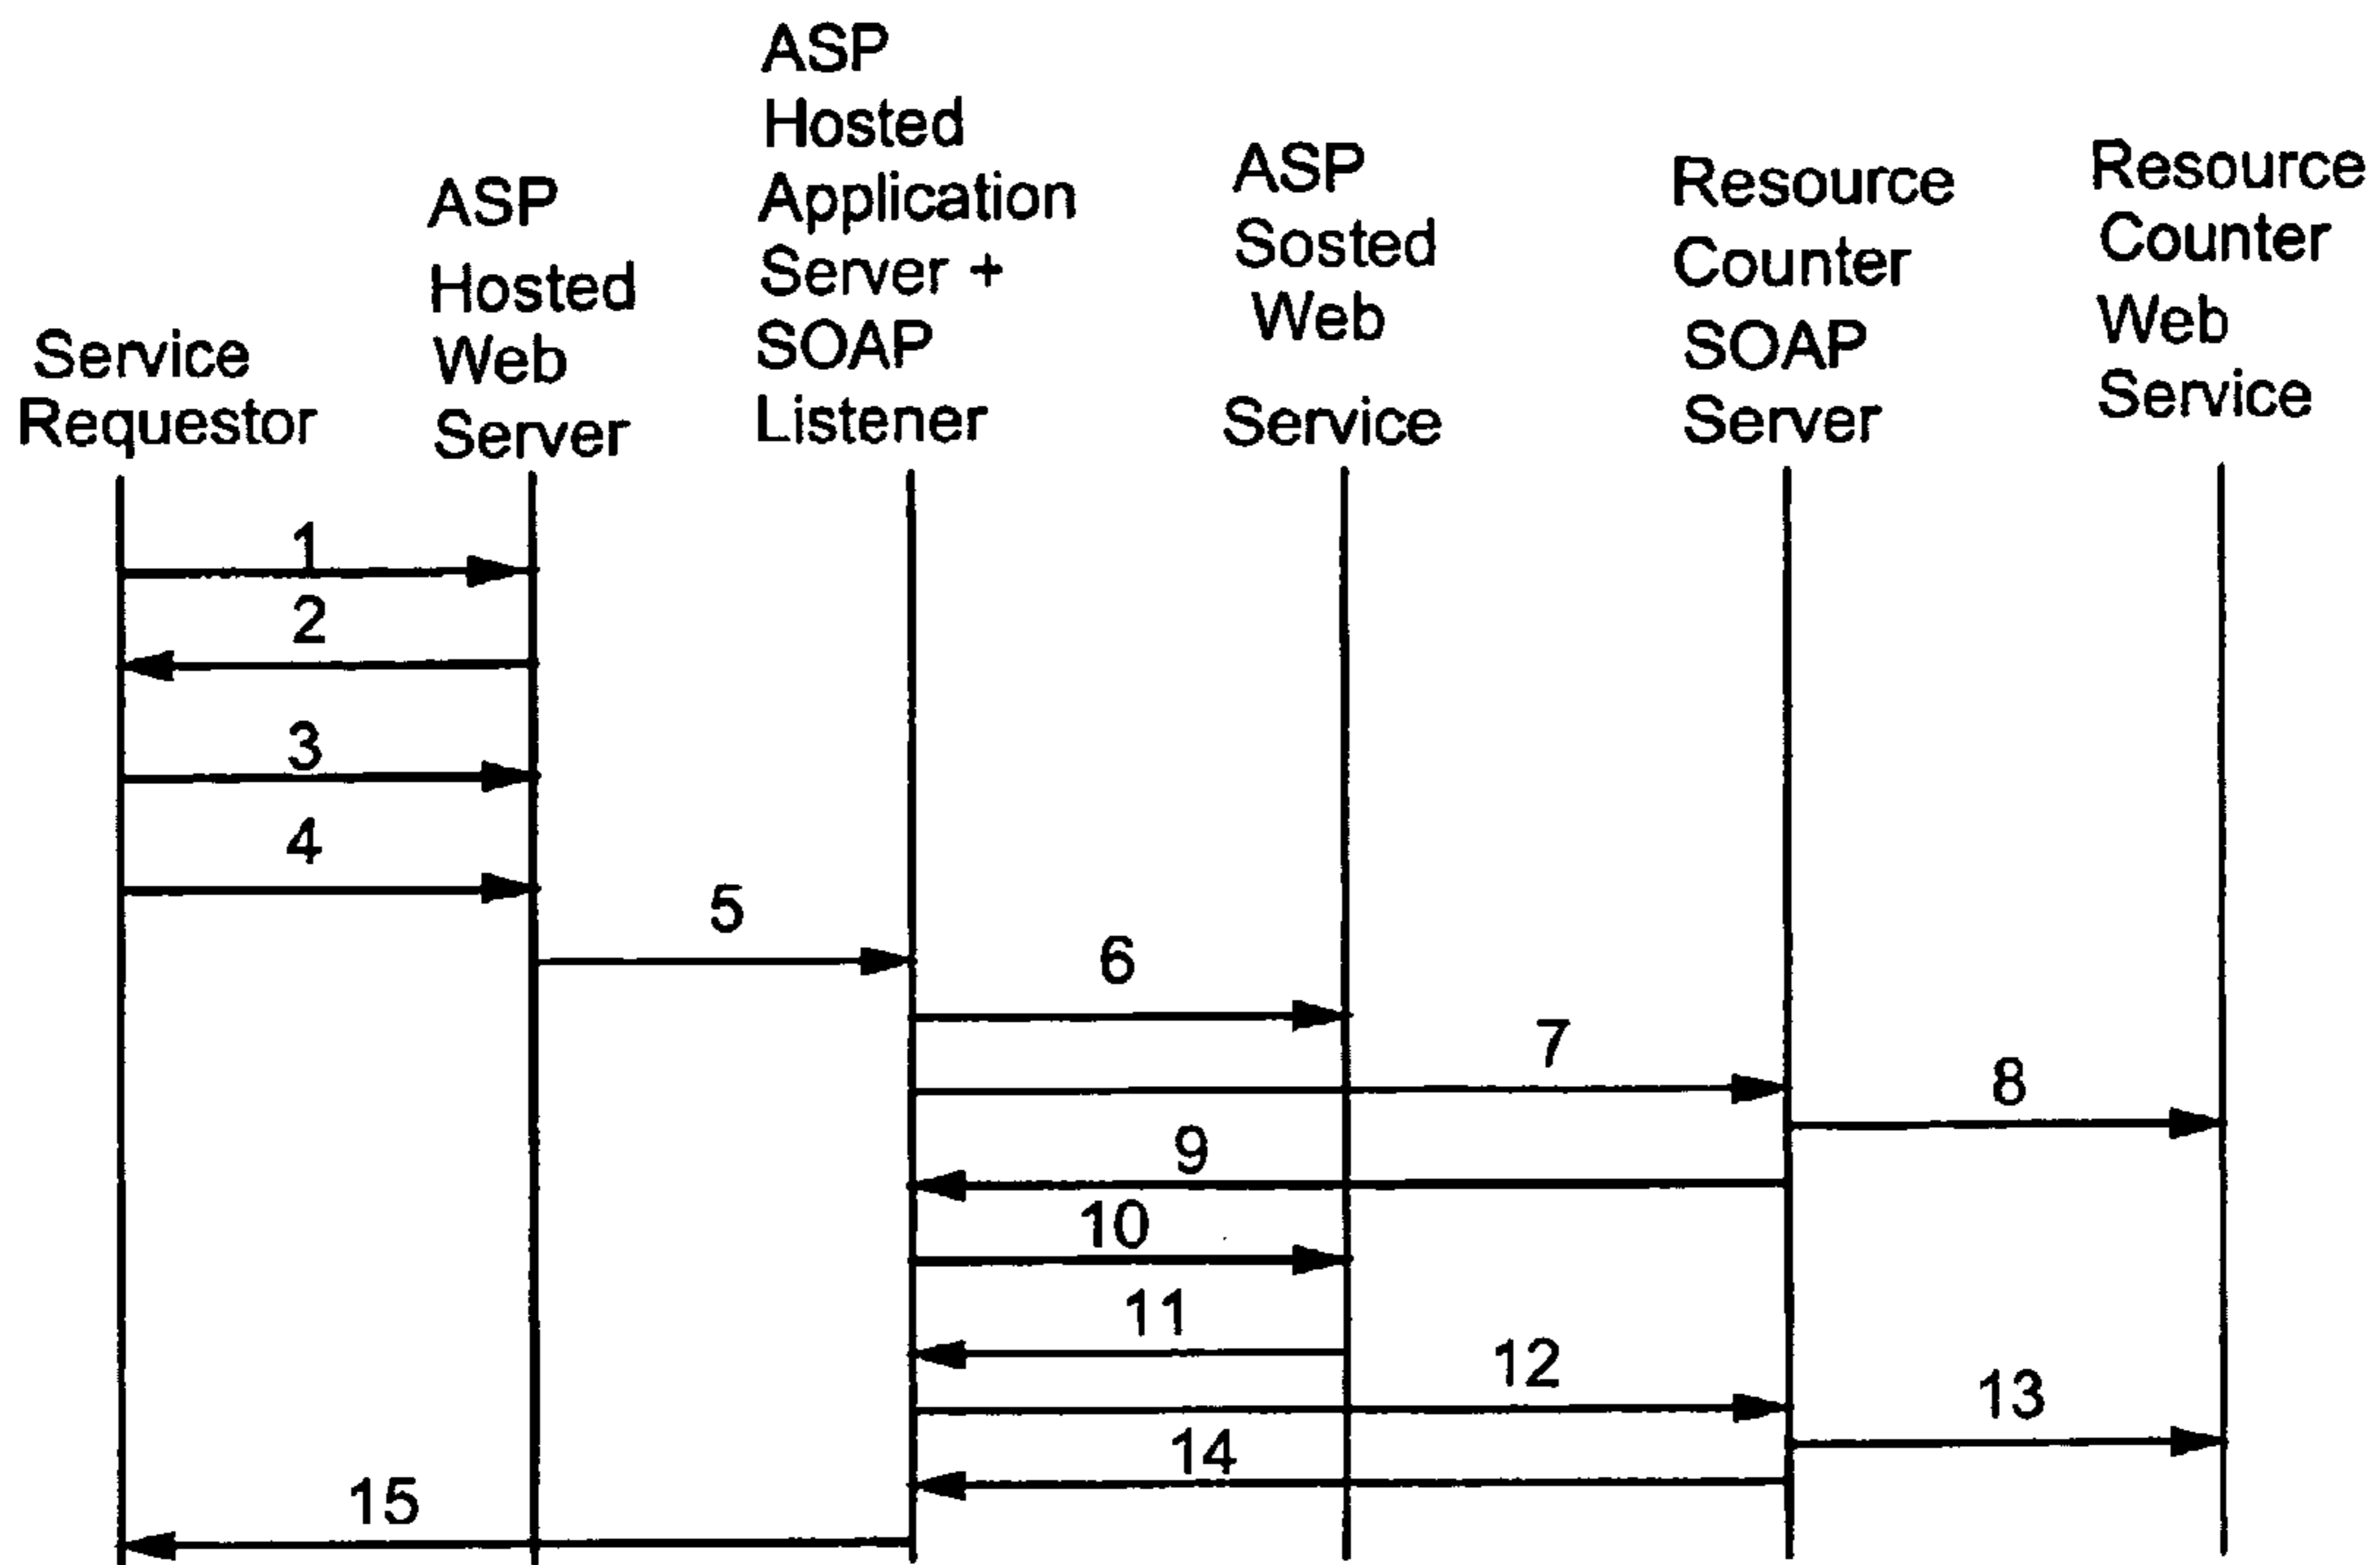 Service
Requestor
ASP
Hosted
Web
Server
ASP
Hosted
Application
Server +
SOAP
Listener
ASP
Sosted
Web
Service
Resource
Counter
SOAP
Server
Resource
Counter
Web
Service
1
2
3
4
5
6
7
8
9
10
11
12
13
14
15